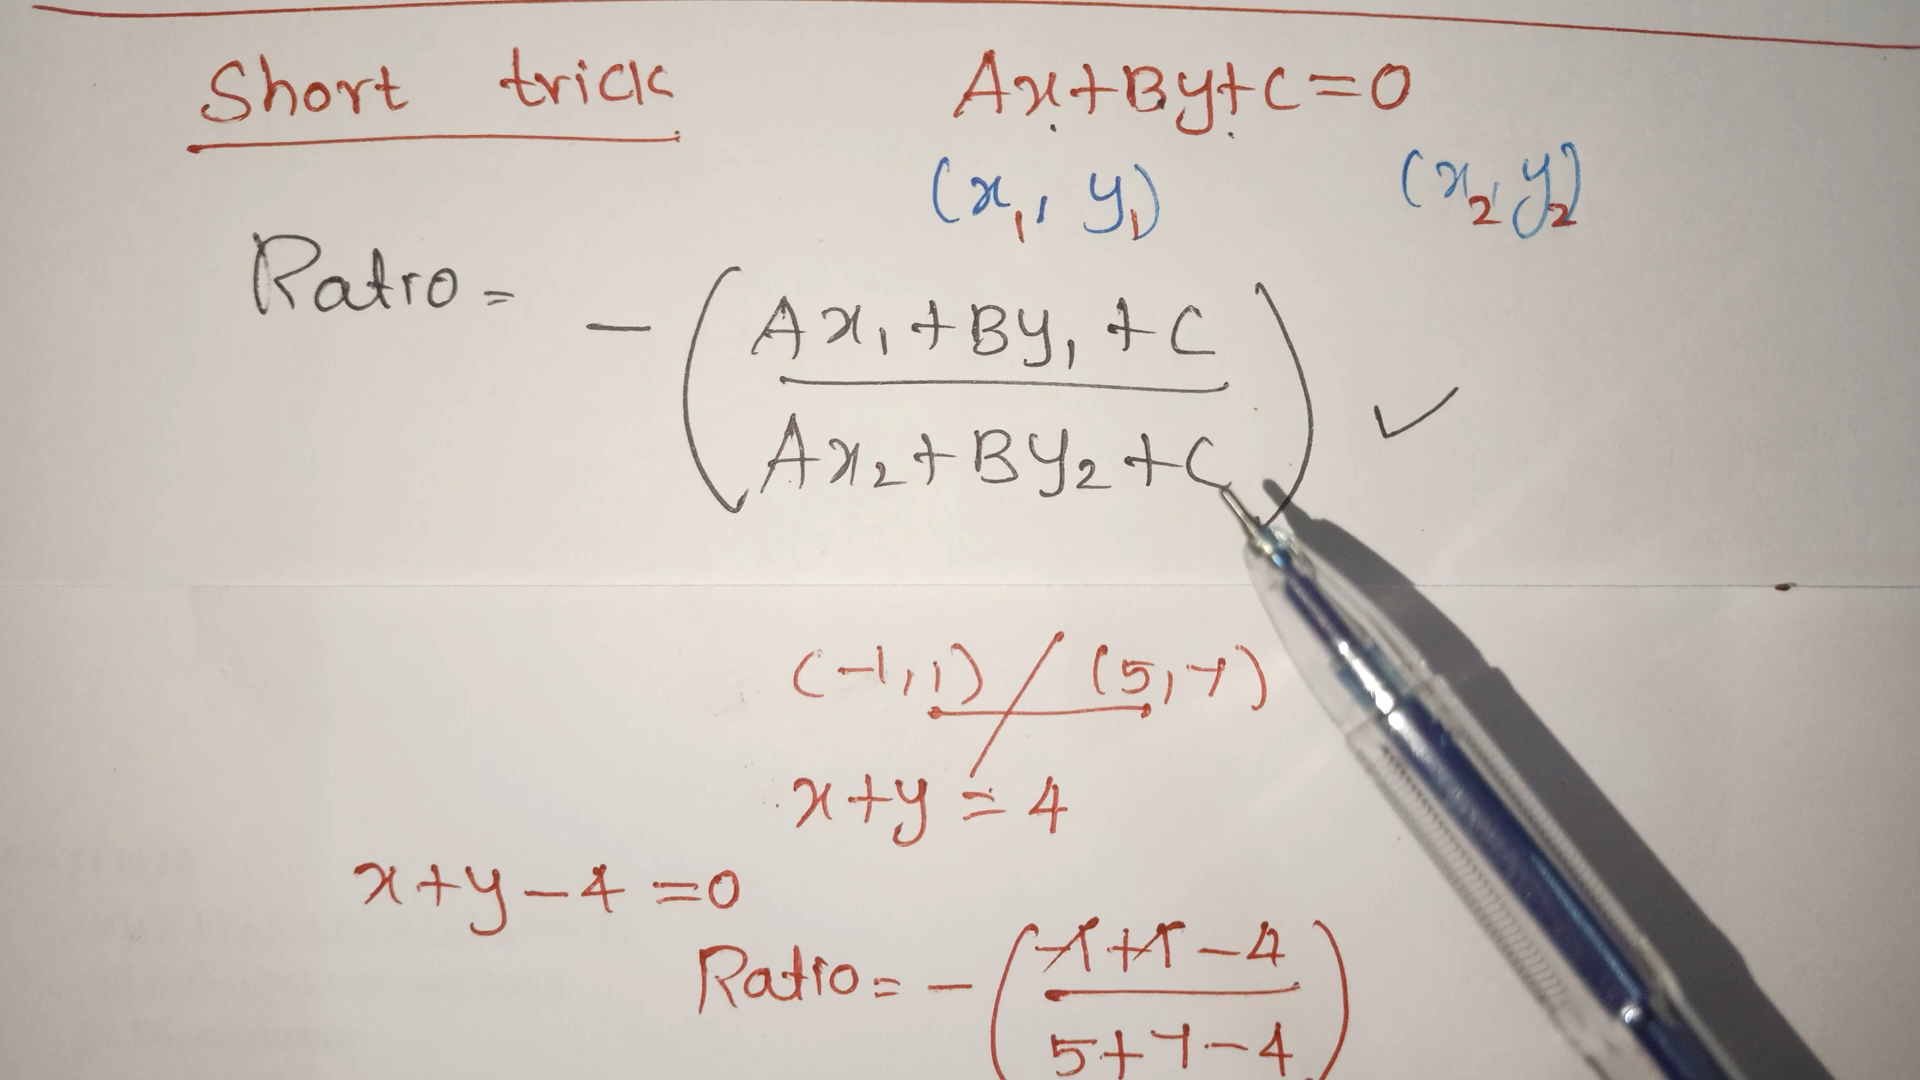 Short trick Ax+By+C=0
(x₁, y₁) (x₂, y₂)
Ratio = -(Ax₁+By₁+C / Ax₂+By₂+C) ✓
(-1,1) (5,7)
x+y=4
x+y-4=0
Ratio = -(-1+1-4 / 5+7-4)